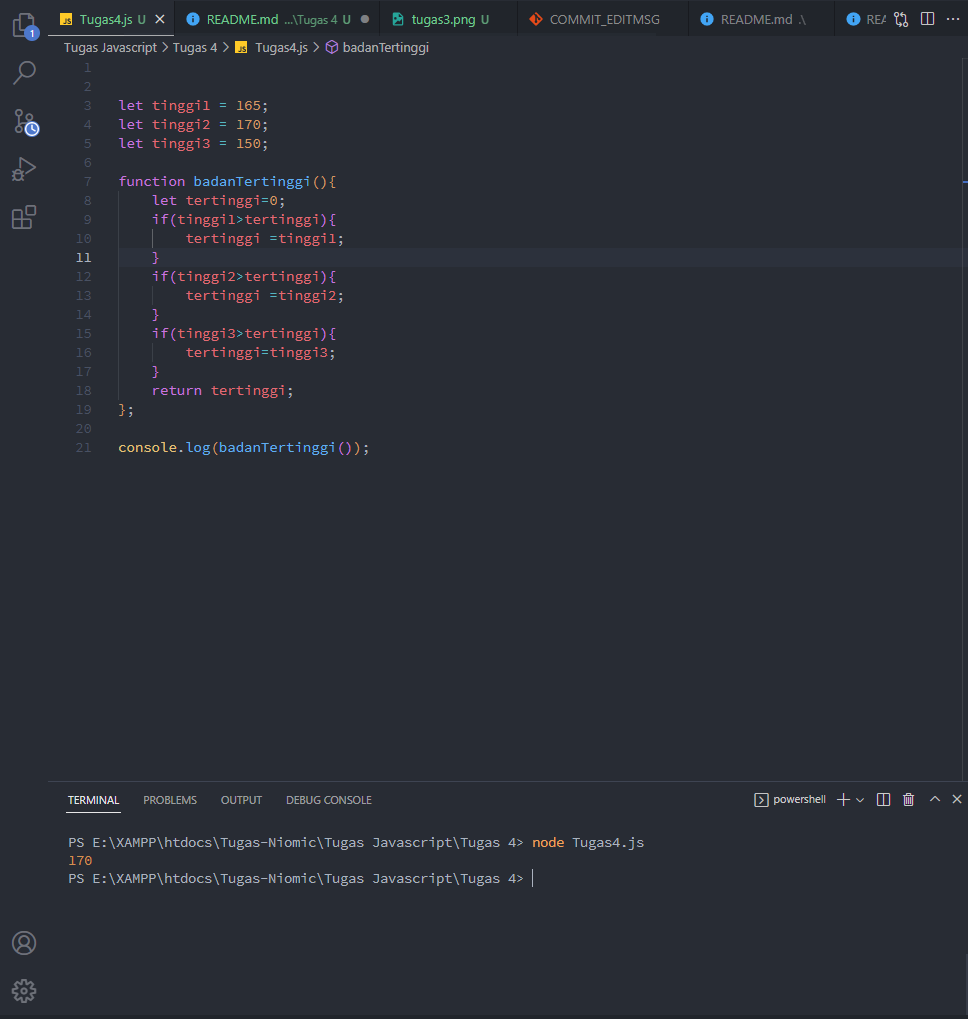 1
JS Tugas4.js U
README.md ...\Tugas 4 U
tugas3.png U
COMMIT_EDITMSG
README.md .\
REA
Tugas Javascript > Tugas 4 > JS Tugas4.js > badanTertinggi
1
2
3 let tinggi1 = 165;
4 let tinggi2 = 170;
5 let tinggi3 = 150;
6
7 function badanTertinggi(){
8 let tertinggi=0;
9 if(tinggi1>tertinggi){
10 tertinggi =tinggi1;
11 }
12 if(tinggi2>tertinggi){
13 tertinggi =tinggi2;
14 }
15 if(tinggi3>tertinggi){
16 tertinggi=tinggi3;
17 }
18 return tertinggi;
19 };
20
21 console.log(badanTertinggi());
TERMINAL PROBLEMS OUTPUT DEBUG CONSOLE powershell
PS E:\XAMPP\htdocs\Tugas-Niomic\Tugas Javascript\Tugas 4> node Tugas4.js
170
PS E:\XAMPP\htdocs\Tugas-Niomic\Tugas Javascript\Tugas 4>